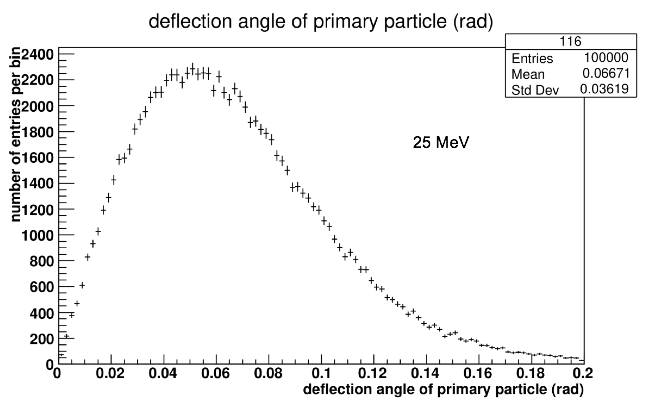 deflection angle of primary particle (rad)
116
Entries 100000
Mean 0.06671
Std Dev 0.03619
number of entries per bin
2400
2200
2000
1800
1600
1400
1200
1000
800
600
400
200
0
25 MeV
0 0.02 0.04 0.06 0.08 0.1 0.12 0.14 0.16 0.18 0.2
deflection angle of primary particle (rad)